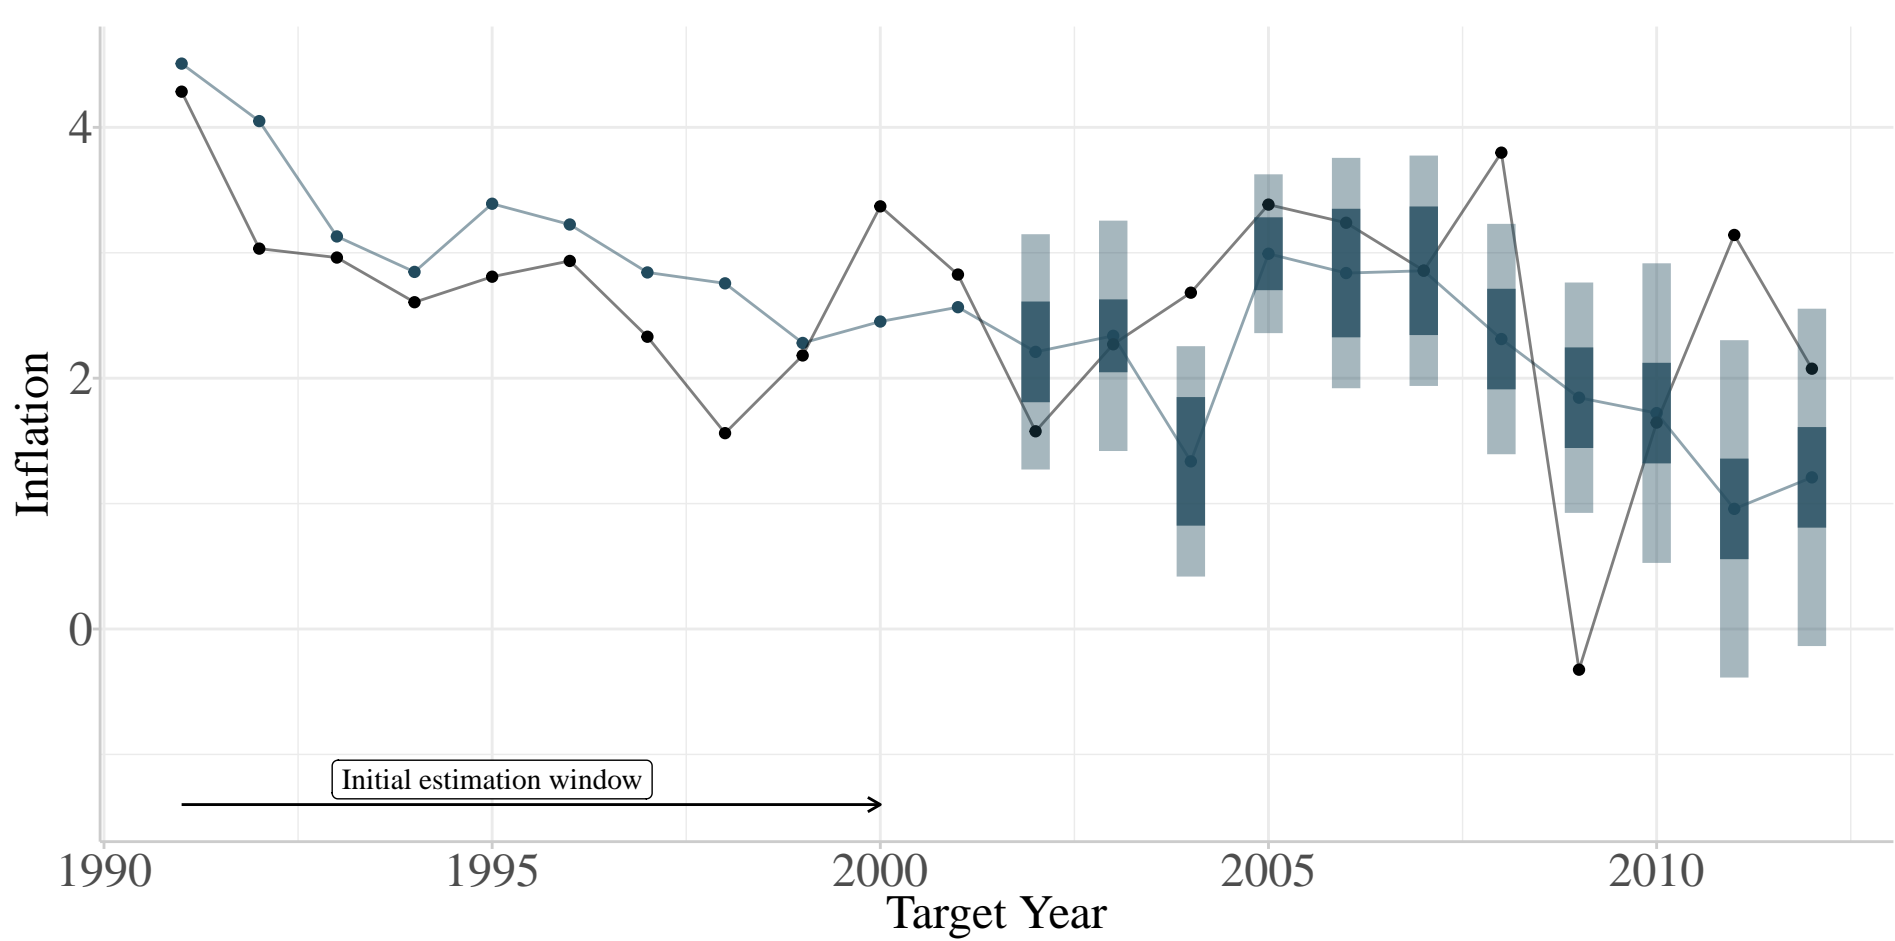 4
2
0
Inflation
Initial estimation window
1990 1995 2000 2005 2010
Target Year